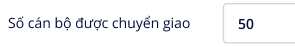 Số cán bộ được chuyển giao 50